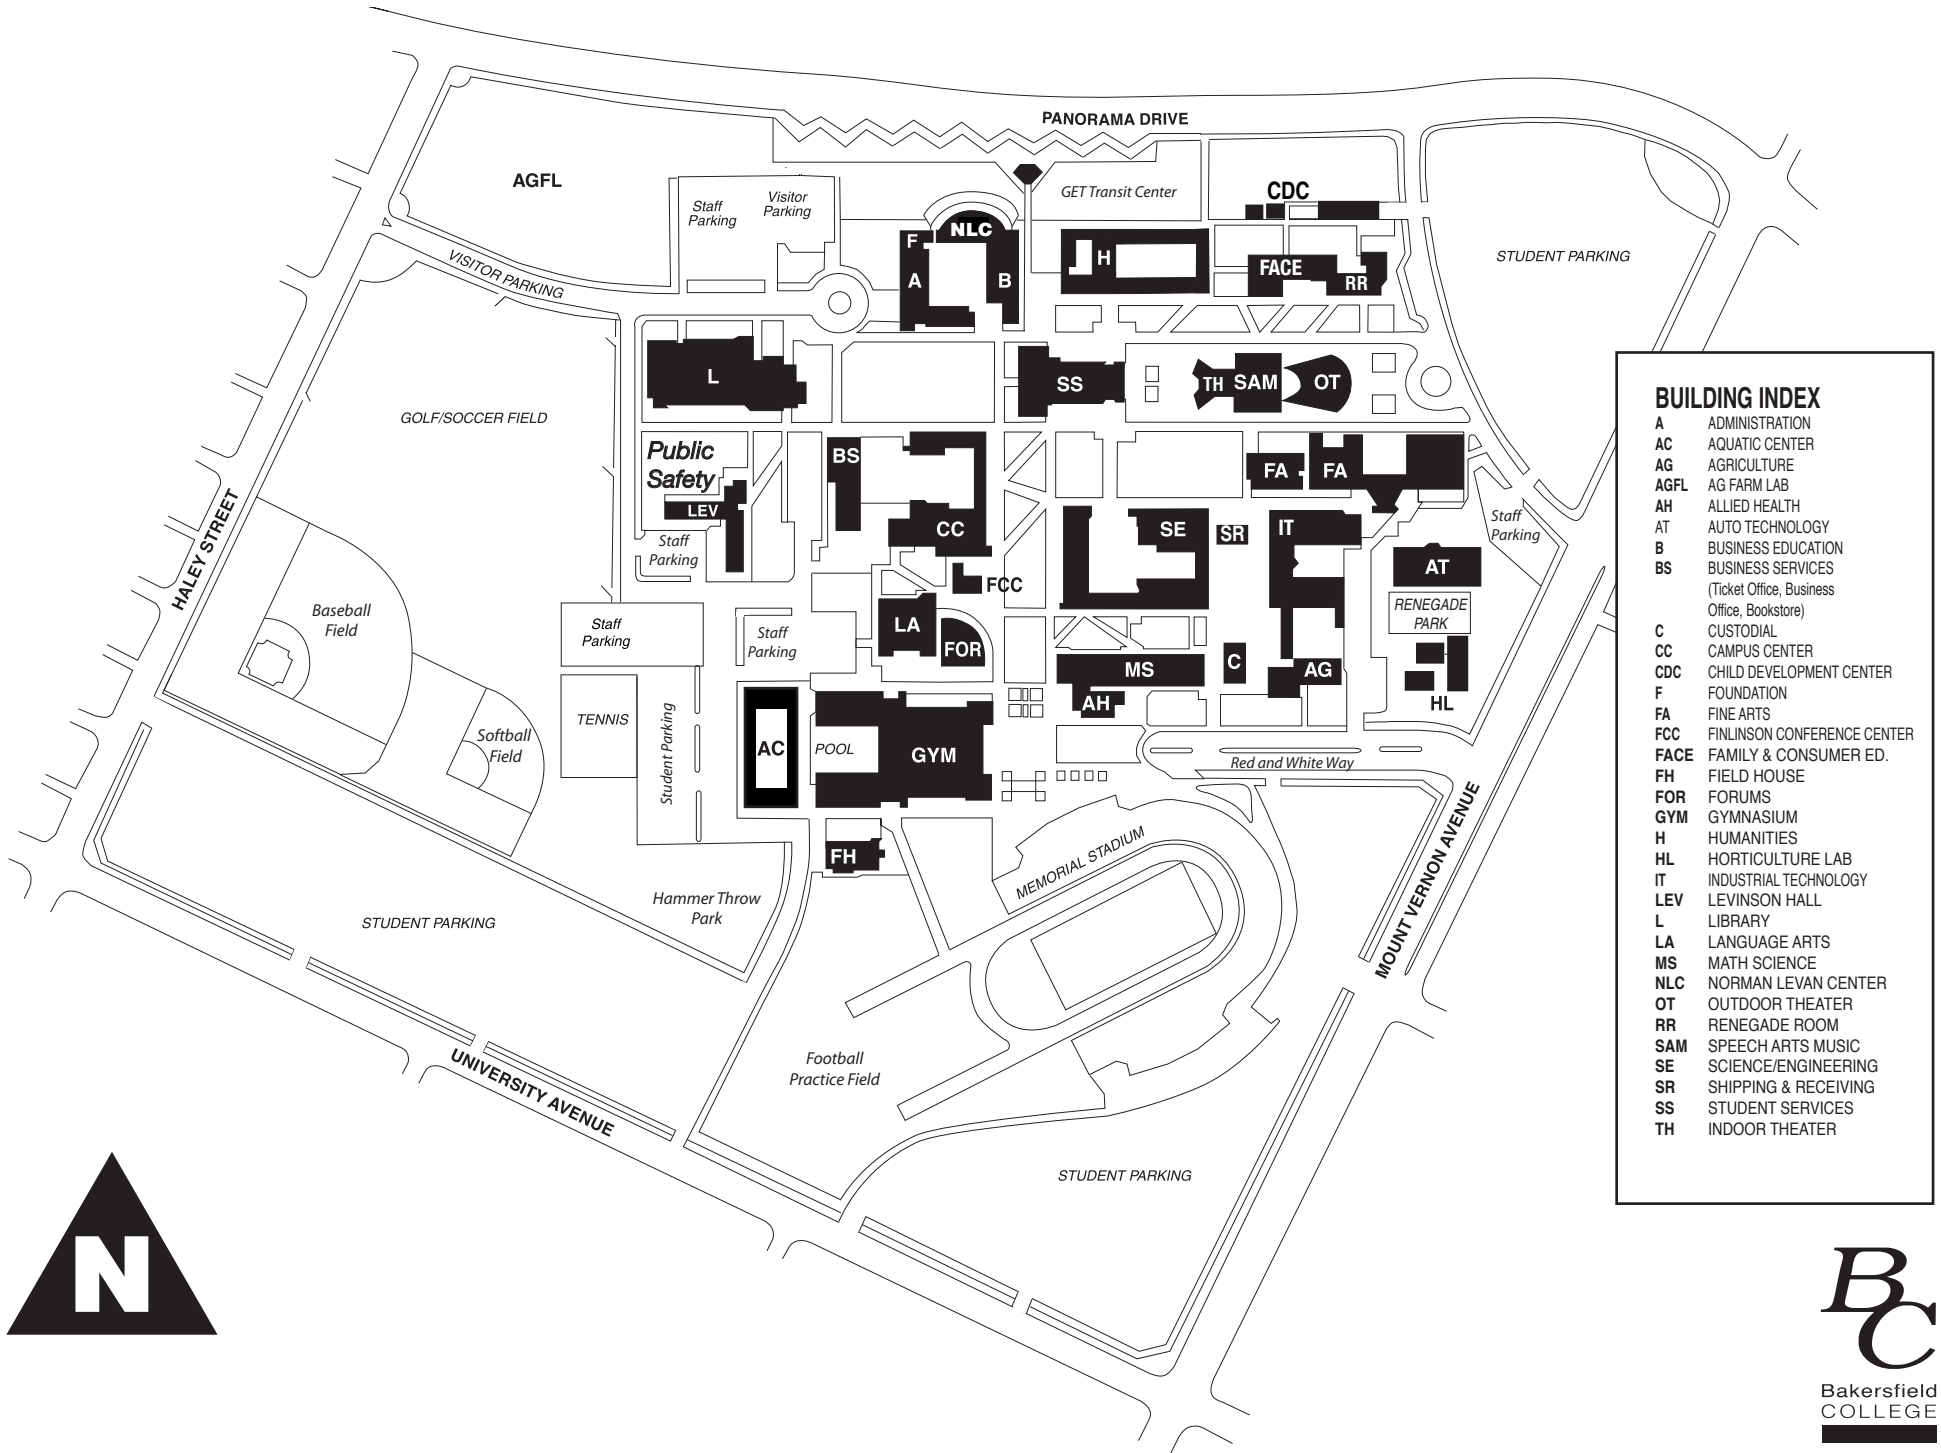 PANORAMA DRIVE
AGFL
Staff
Parking
Visitor
Parking
GET Transit Center
CDC
NLC
F
A
B
H
FACE
RR
STUDENT PARKING
VISITOR PARKING
L
SS
TH
SAM
OT
GOLF/SOCCER FIELD
Public
Safety
LEV
BS
CC
FA
FA
Staff
Parking
Staff
Parking
SE
SR
IT
AT
FCC
HALEY STREET
Baseball
Field
Staff
Parking
Staff
Parking
LA
FOR
RENEGADE
PARK
MS
C
AG
AH
HL
TENNIS
Softball
Field
Student Parking
AC
POOL
GYM
Red and White Way
FH
MEMORIAL STADIUM
MOUNT VERNON AVENUE
Hammer Throw
Park
STUDENT PARKING
UNIVERSITY AVENUE
Football
Practice Field
STUDENT PARKING
N
BUILDING INDEX
A ADMINISTRATION
AC AQUATIC CENTER
AG AGRICULTURE
AGFL AG FARM LAB
AH ALLIED HEALTH
AT AUTO TECHNOLOGY
B BUSINESS EDUCATION
BS BUSINESS SERVICES
(Ticket Office, Business
Office, Bookstore)
C CUSTODIAL
CC CAMPUS CENTER
CDC CHILD DEVELOPMENT CENTER
F FOUNDATION
FA FINE ARTS
FCC FINLINSON CONFERENCE CENTER
FACE FAMILY & CONSUMER ED.
FH FIELD HOUSE
FOR FORUMS
GYM GYMNASIUM
H HUMANITIES
HL HORTICULTURE LAB
IT INDUSTRIAL TECHNOLOGY
LEV LEVINSON HALL
L LIBRARY
LA LANGUAGE ARTS
MS MATH SCIENCE
NLC NORMAN LEVAN CENTER
OT OUTDOOR THEATER
RR RENEGADE ROOM
SAM SPEECH ARTS MUSIC
SE SCIENCE/ENGINEERING
SR SHIPPING & RECEIVING
SS STUDENT SERVICES
TH INDOOR THEATER
BC
Bakersfield
COLLEGE